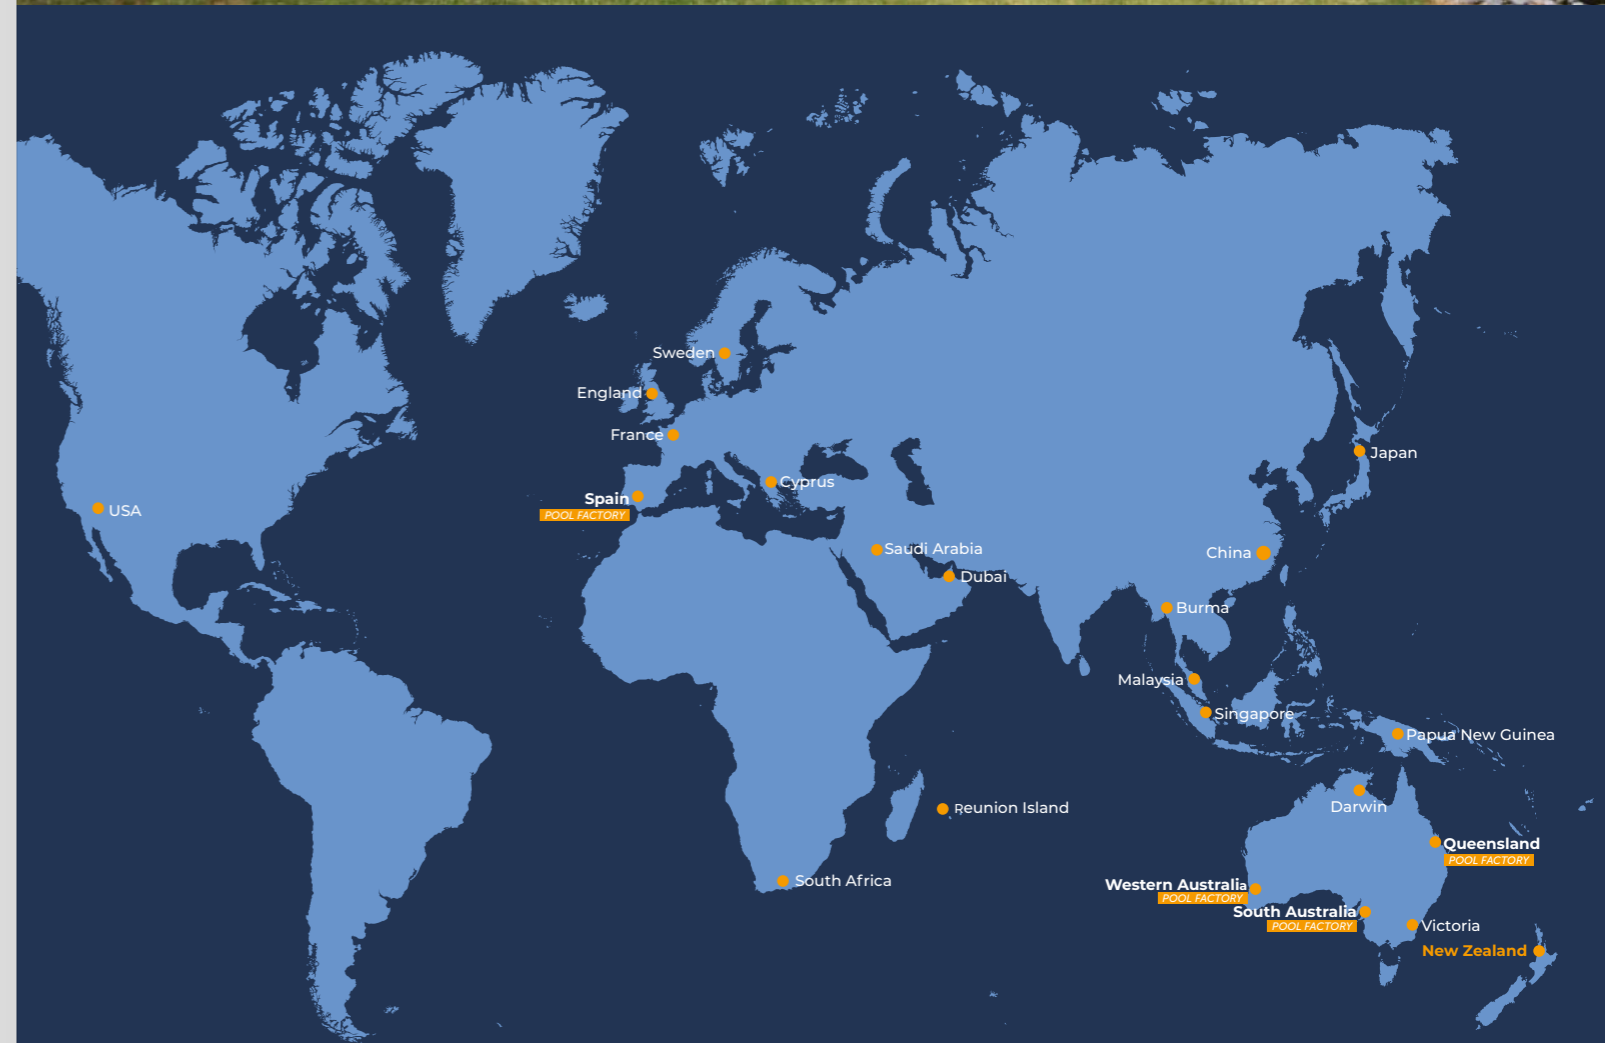 Sweden
England
France
Cyprus
Japan
Spain
POOL FACTORY
USA
Saudi Arabia
China
Dubai
Burma
Malaysia
Singapore
Papua New Guinea
Reunion Island
Darwin
Queensland
POOL FACTORY
South Africa
Western Australia
POOL FACTORY
South Australia
POOL FACTORY
Victoria
New Zealand